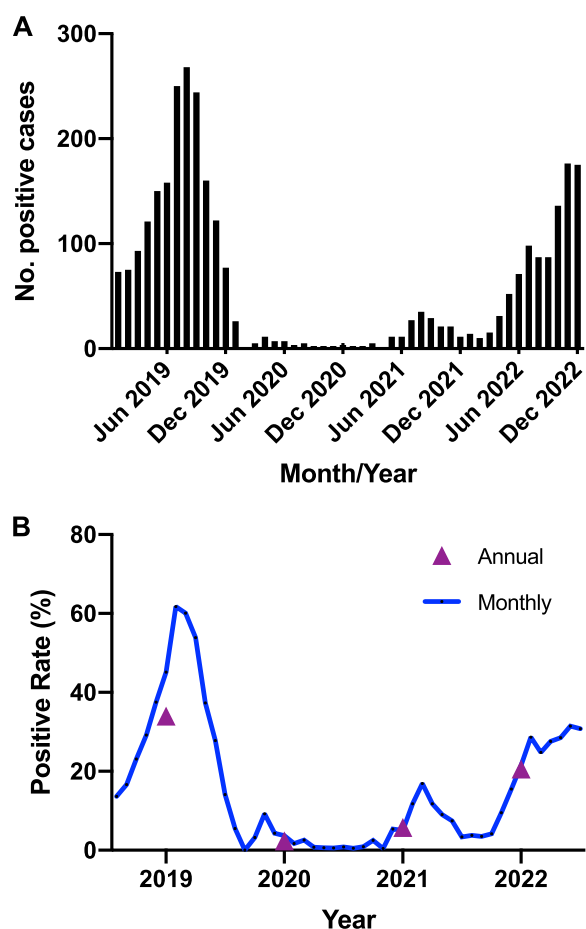 A
300
200
100
0
No. positive cases
Jun 2019
Dec 2019
Jun 2020
Dec 2020
Jun 2021
Dec 2021
Jun 2022
Dec 2022
Month/Year
B
80
60
40
20
0
Positive Rate (%)
Annual
Monthly
2019
2020
2021
2022
Year